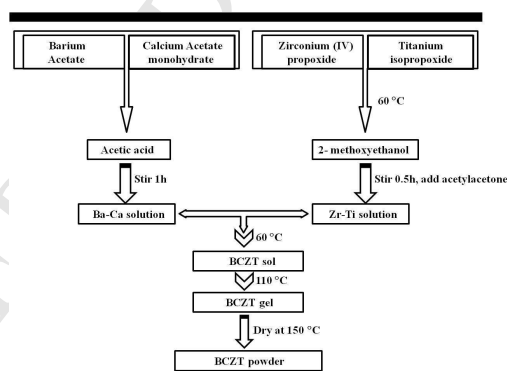 Barium
Acetate
Calcium Acetate
monohydrate
Zirconium (IV)
propoxide
Titanium
isopropoxide
60 °C
Acetic acid
2- methoxyethanol
Stir 1h
Stir 0.5h, add acetylacetone
Ba-Ca solution
Zr-Ti solution
60 °C
BCZT sol
110 °C
BCZT gel
Dry at 150 °C
BCZT powder